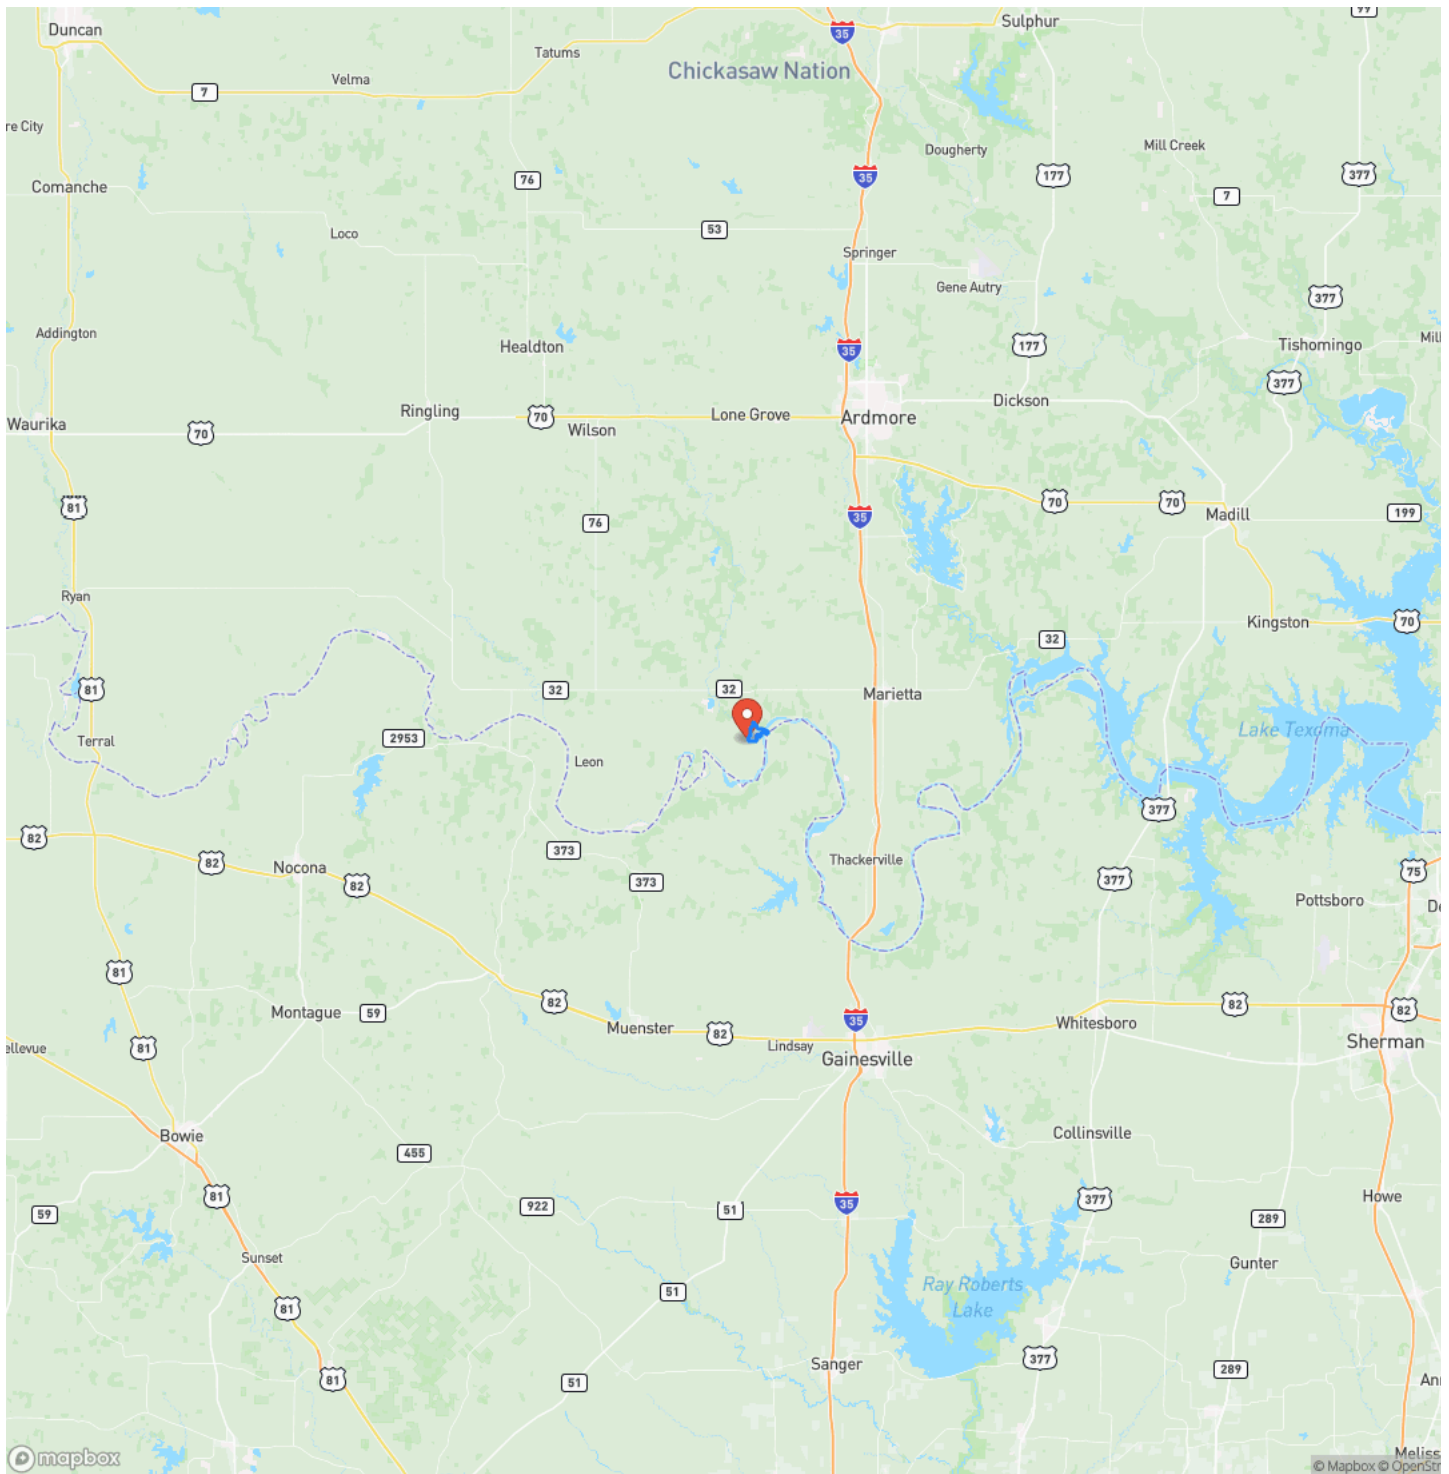 99
Sulphur
Duncan
35
Tatums
Chickasaw Nation
Velma
7
re City
Dougherty
Mill Creek
35
177
377
76
Comanche
7
53
Loco
Springer
Gene Autry
377
Addington
Healdton
177
Tishomingo
Mil
35
377
Dickson
Ringling
Lone Grove
Ardmore
70
Waurika
70
Wilson
81
70
70
Madill
199
35
76
Ryan
Kingston
70
32
81
32
32
Marietta
Lake Texoma
Terral
2953
Leon
377
82
373
Thackerville
82
Nocona
82
373
377
75
Pottsboro
De
81
82
82
82
Montague
59
35
Whitesboro
Muenster
82
Lindsay
Sherman
ellevue
81
Gainesville
Bowie
Collinsville
455
81
377
Howe
59
922
51
35
289
Sunset
Gunter
Ray Roberts
Lake
51
81
Sanger
377
289
81
51
Ann
mapbox
Meliss
© Mapbox © OpenStr